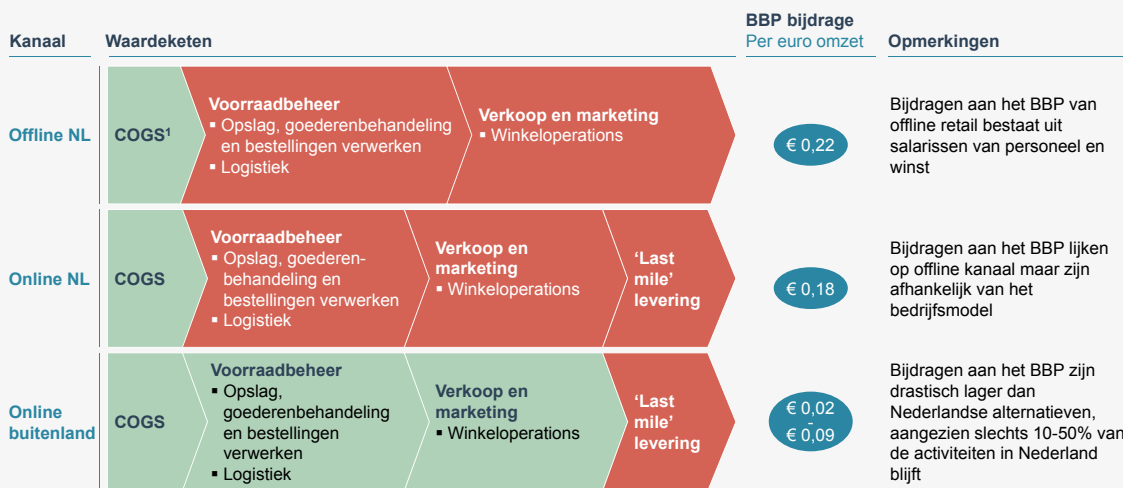 Kanaal
Waardeketen
BBP bijdrage
Per euro omzet
Opmerkingen
Offline NL
COGS¹
Voorraadbeheer
▪ Opslag, goederenbehandeling
en bestellingen verwerken
▪ Logistiek
Verkoop en marketing
▪ Winkeloperations
€ 0,22
Bijdragen aan het BBP van
offline retail bestaat uit
salarissen van personeel en
winst
Online NL
COGS
Voorraadbeheer
▪ Opslag, goederen-
behandeling en
bestellingen verwerken
▪ Logistiek
Verkoop en
marketing
▪ Winkeloperations
‘Last
mile’
levering
€ 0,18
Bijdragen aan het BBP lijken
op offline kanaal maar zijn
afhankelijk van het
bedrijfsmodel
Online
buitenland
COGS
Voorraadbeheer
▪ Opslag,
goederenbehandeling
en bestellingen
verwerken
▪ Logistiek
Verkoop en
marketing
▪ Winkeloperations
‘Last
mile’
levering
€ 0,02
-
€ 0,09
Bijdragen aan het BBP zijn
drastisch lager dan
Nederlandse alternatieven,
aangezien slechts 10-50% van
de activiteiten in Nederland
blijft